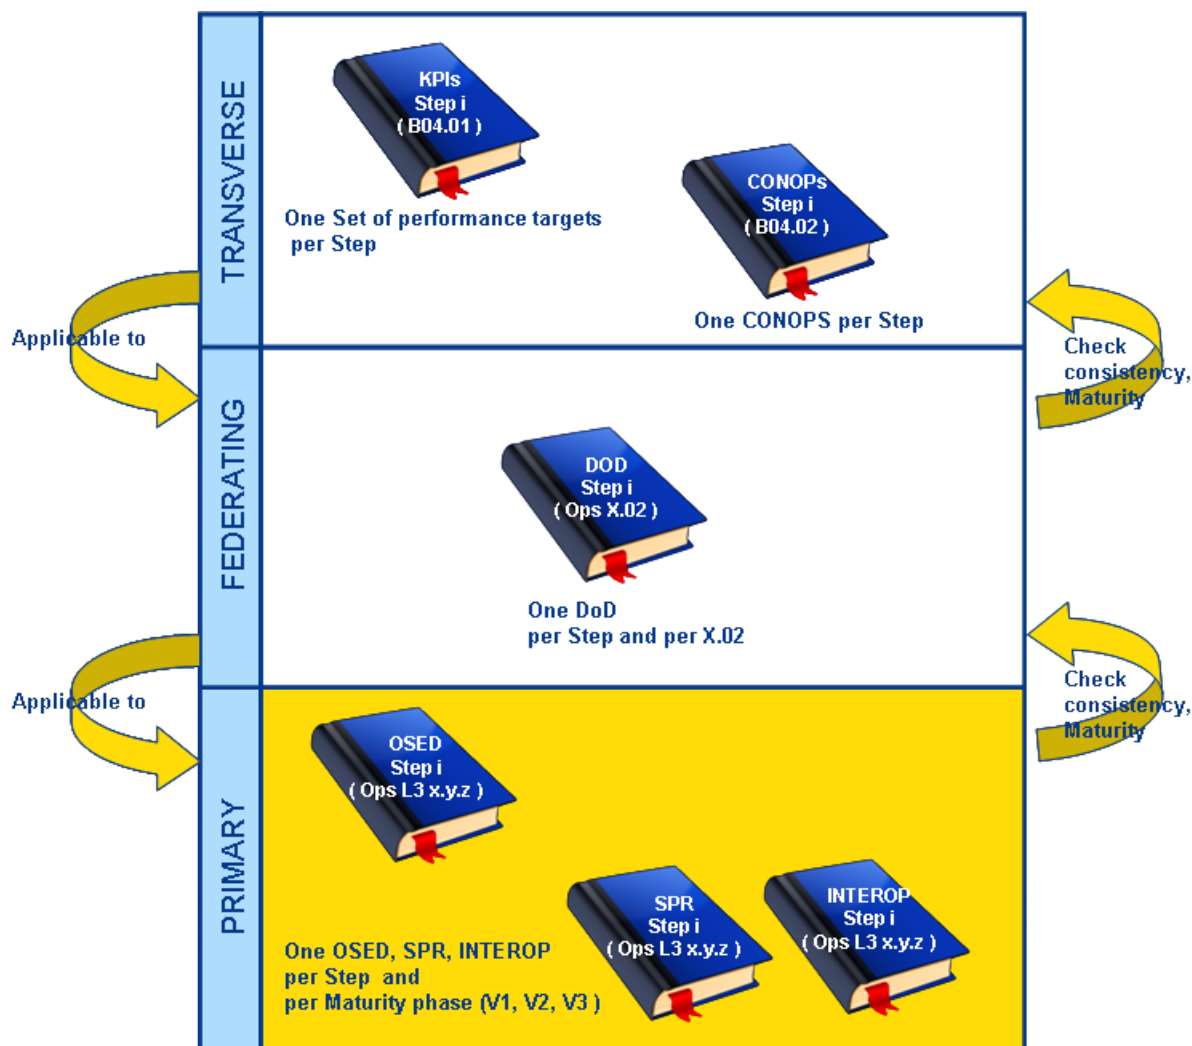 TRANSVERSE
KPIs
Step i
( B04.01 )
One Set of performance targets
per Step
CONOPs
Step i
( B04.02 )
One CONOPS per Step
Applicable to
Check
consistency,
Maturity
FEDERATING
DOD
Step i
( Ops X.02 )
One DoD
per Step and per X.02
Applicable to
Check
consistency,
Maturity
PRIMARY
OSED
Step i
( Ops L3 x.y.z )
SPR
Step i
( Ops L3 x.y.z )
INTEROP
Step i
( Ops L3 x.y.z )
One OSED, SPR, INTEROP
per Step and
per Maturity phase (V1, V2, V3 )